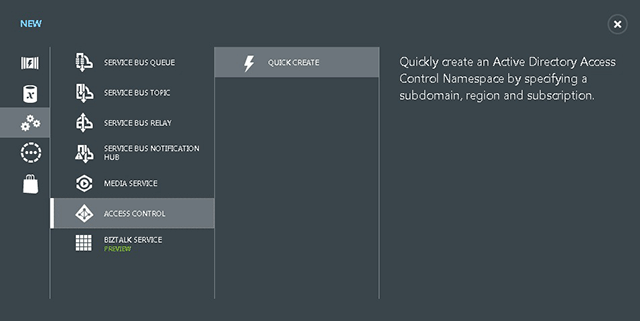 NEW
SERVICE BUS QUEUE
SERVICE BUS TOPIC
SERVICE BUS RELAY
SERVICE BUS NOTIFICATION
HUB
MEDIA SERVICE
ACCESS CONTROL
BIZTALK SERVICE
PREVIEW
QUICK CREATE
Quickly create an Active Directory Access
Control Namespace by specifying a
subdomain, region and subscription.